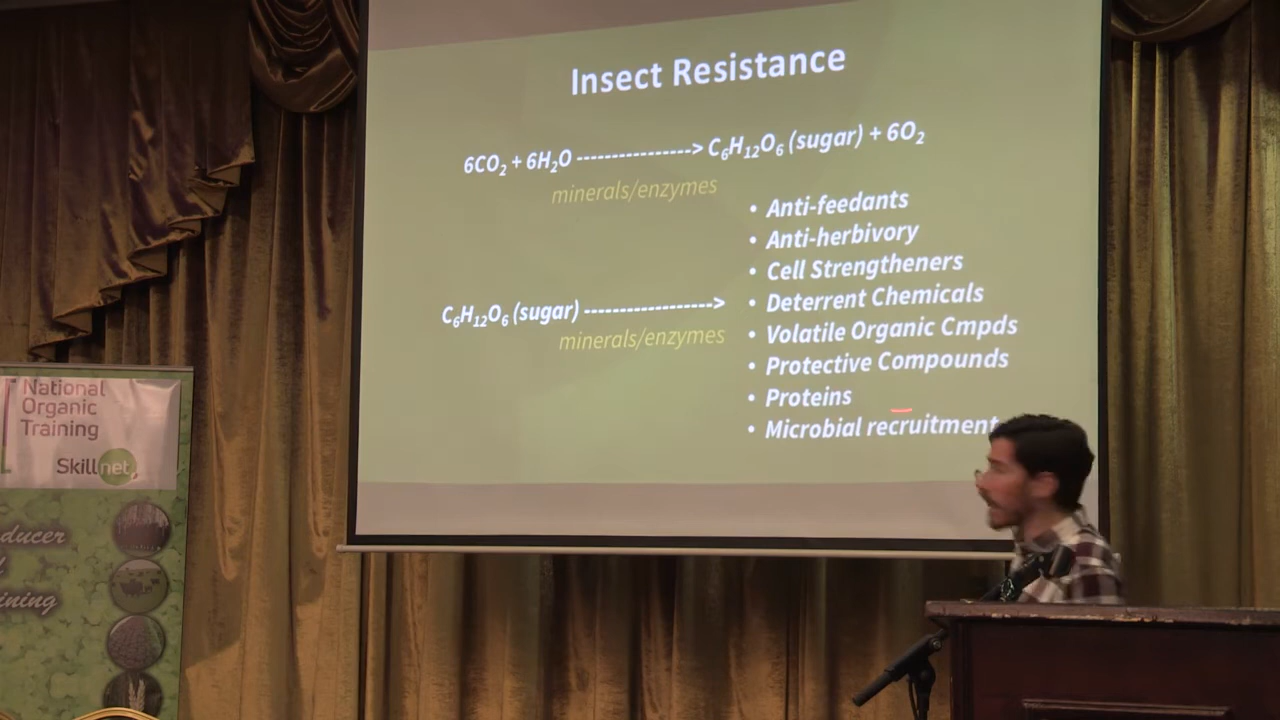 Insect Resistance
6CO₂ + 6H₂O ----------------> C₆H₁₂O₆ (sugar) + 6O₂
minerals/enzymes
• Anti-feedants
• Anti-herbivory
• Cell Strengtheners
C₆H₁₂O₆ (sugar) ------------------>
• Deterrent Chemicals
minerals/enzymes
• Volatile Organic Cmpds
• Protective Compounds
• Proteins
• Microbial recruitment
National
Organic
Training
Skillnet
ducer
ining